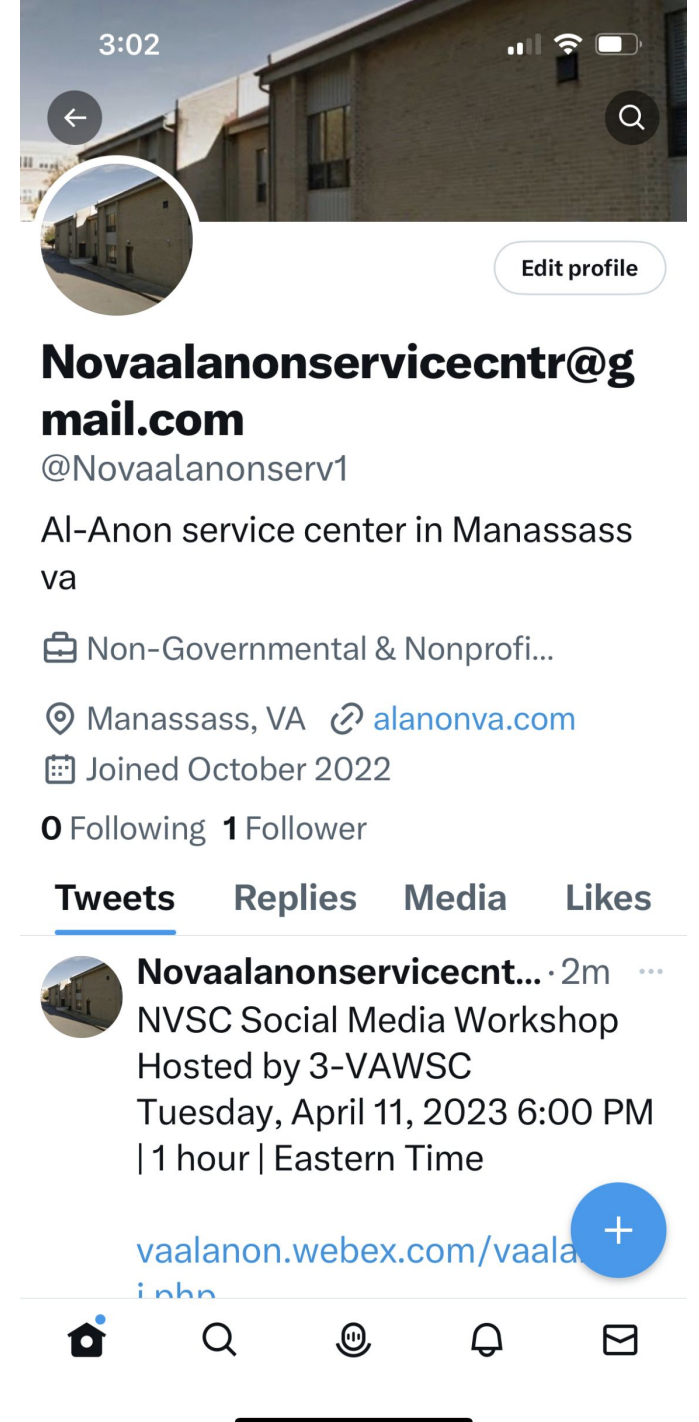 3:02
Edit profile
Novaalanonservicecntr@g
mail.com
@Novaalanonserv1
Al-Anon service center in Manassass
va
Non-Governmental & Nonprofi...
Manassass, VA alanonva.com
Joined October 2022
0 Following 1 Follower
Tweets Replies Media Likes
Novaalanonservicecnt... · 2m ...
NVSC Social Media Workshop
Hosted by 3-VAWSC
Tuesday, April 11, 2023 6:00 PM
| 1 hour | Eastern Time
vaalanon.webex.com/vaala
j.php